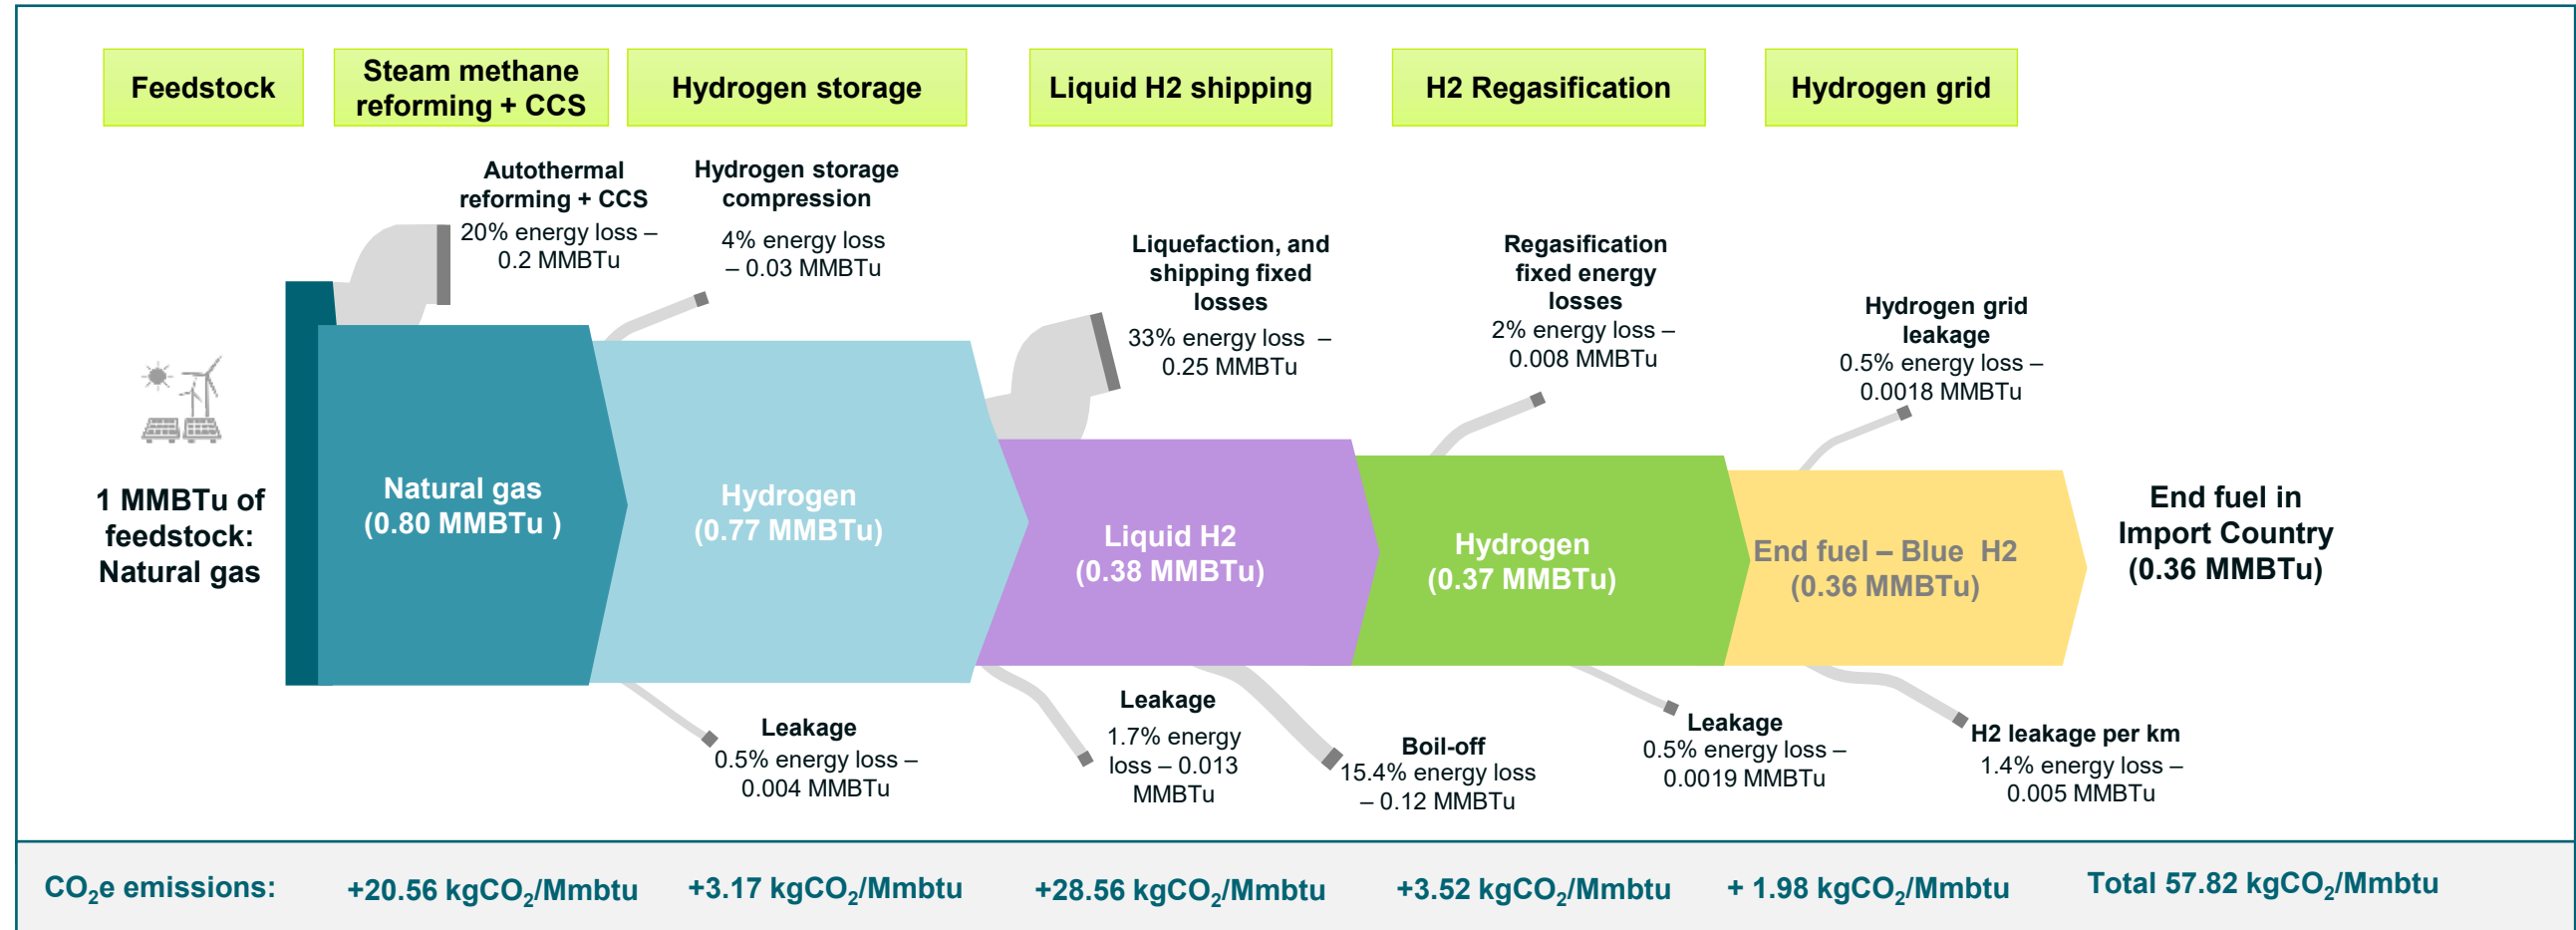 Feedstock
Steam methane
reforming + CCS
Hydrogen storage
Liquid H2 shipping
H2 Regasification
Hydrogen grid
Autothermal
reforming + CCS
20% energy loss –
0.2 MMBTu
Hydrogen storage
compression
4% energy loss
– 0.03 MMBTu
Liquefaction, and
shipping fixed
losses
33% energy loss –
0.25 MMBTu
Regasification
fixed energy
losses
2% energy loss –
0.008 MMBTu
Hydrogen grid
leakage
0.5% energy loss –
0.0018 MMBTu
1 MMBTu of
feedstock:
Natural gas
Natural gas
(0.80 MMBTu )
Hydrogen
(0.77 MMBTu)
Liquid H2
(0.38 MMBTu)
Hydrogen
(0.37 MMBTu)
End fuel – Blue H2
(0.36 MMBTu)
End fuel in
Import Country
(0.36 MMBTu)
Leakage
0.5% energy loss –
0.004 MMBTu
Leakage
1.7% energy
loss – 0.013
MMBTu
Boil-off
15.4% energy loss
– 0.12 MMBTu
Leakage
0.5% energy loss –
0.0019 MMBTu
H2 leakage per km
1.4% energy loss –
0.005 MMBTu
CO₂e emissions:
+20.56 kgCO₂/Mmbtu
+3.17 kgCO₂/Mmbtu
+28.56 kgCO₂/Mmbtu
+3.52 kgCO₂/Mmbtu
+ 1.98 kgCO₂/Mmbtu
Total 57.82 kgCO₂/Mmbtu